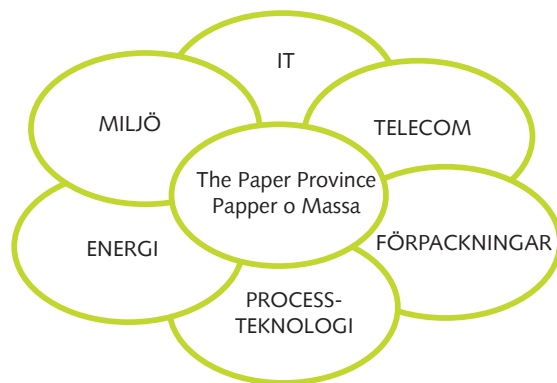 IT
MILJÖ
TELECOM
The Paper Province
Papper o Massa
ENERGI
FÖRPACKNINGAR
PROCESS-
TEKNOLOGI